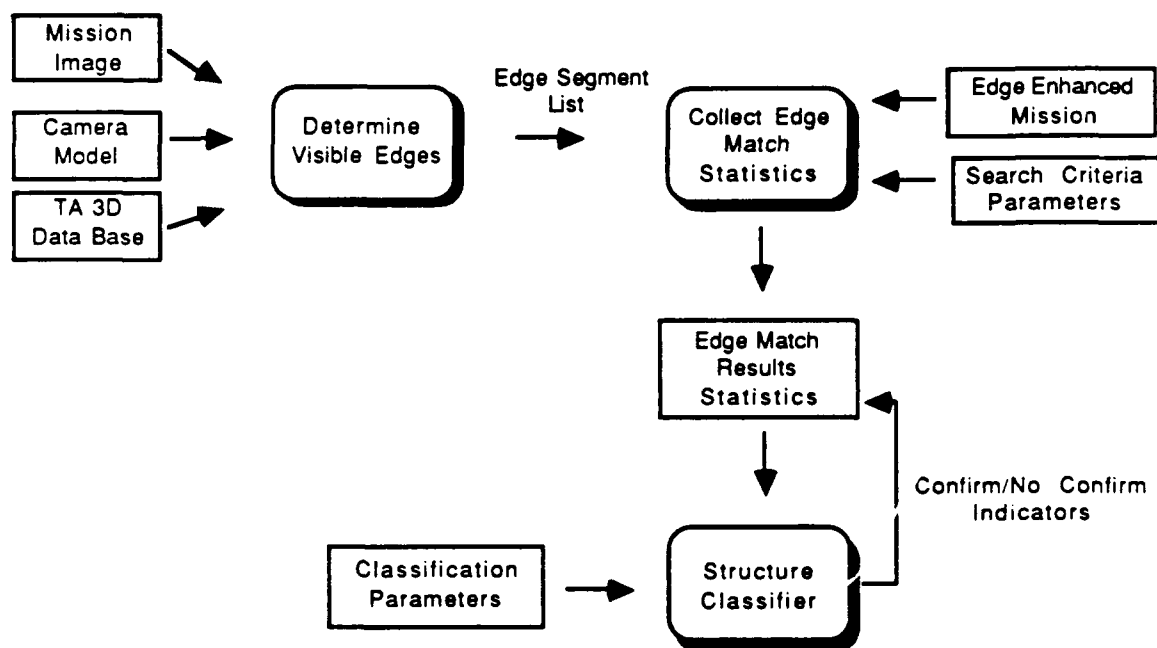 Mission
Image
Camera
Model
TA 3D
Data Base
Determine
Visible Edges
Edge Segment
List
Collect Edge
Match
Statistics
Edge Enhanced
Mission
Search Criteria
Parameters
Edge Match
Results
Statistics
Confirm/No Confirm
Indicators
Classification
Parameters
Structure
Classifier